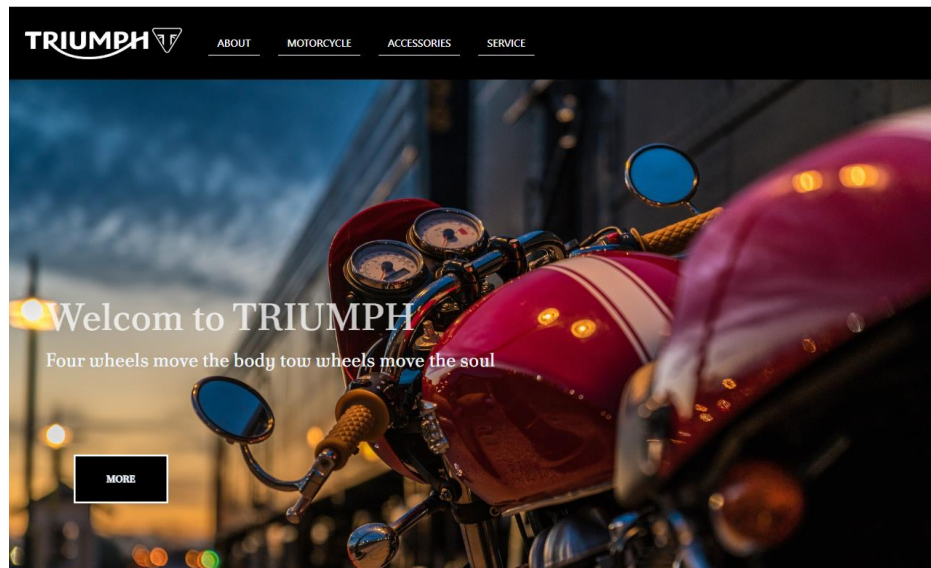 TRIUMPH
ABOUT MOTORCYCLE ACCESSORIES SERVICE
Welcom to TRIUMPH
Four wheels move the body tow wheels move the soul
MORE